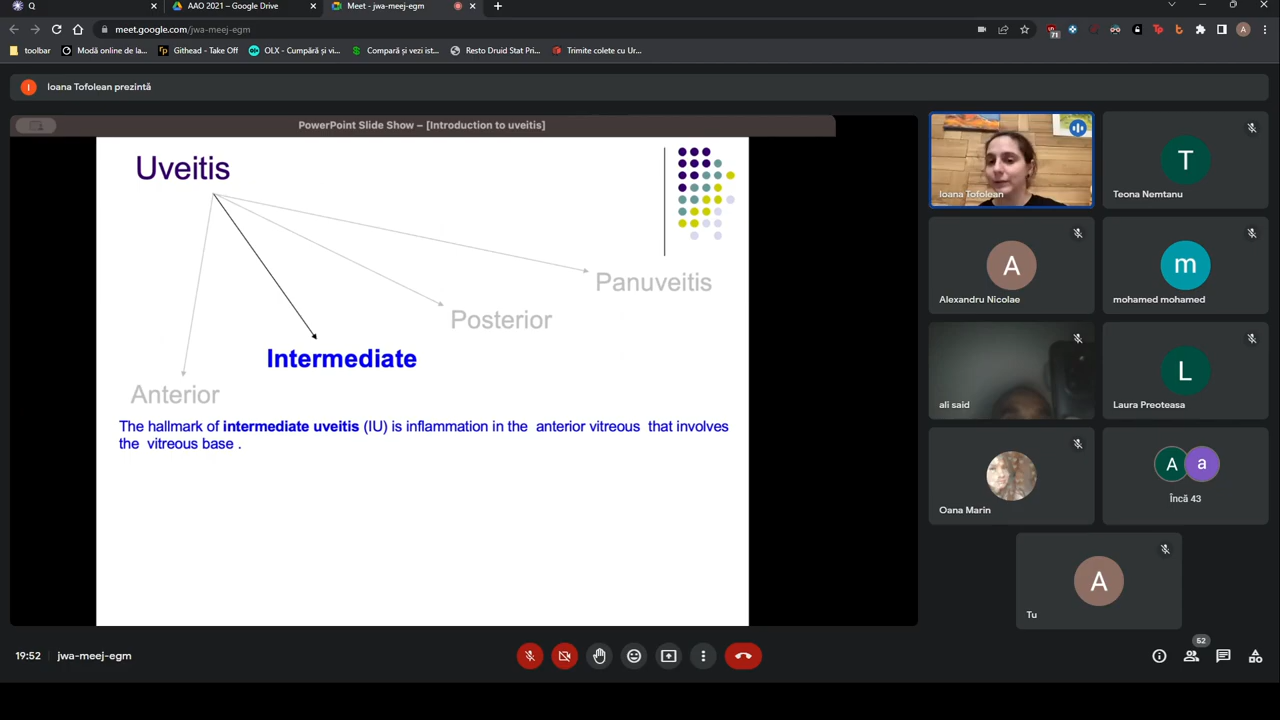 Q
AAO 2021 – Google Drive
Meet - jwa-meej-egm
meet.google.com/jwa-meej-egm
71
A
toolbar
Modă online de la...
Githead - Take Off
OLX - Cumpără și vi...
Compară și vezi ist...
Resto Druid Stat Pri...
Trimite colete cu Ur...
I
Ioana Tofolean prezintă
PowerPoint Slide Show – [Introduction to uveitis]
Uveitis
Panuveitis
Posterior
Intermediate
Anterior
The hallmark of intermediate uveitis (IU) is inflammation in the anterior vitreous that involves
the vitreous base .
Ioana Tofolean
T
Teona Nemtanu
A
Alexandru Nicolae
m
mohamed mohamed
ali said
L
Laura Preoteasa
Oana Marin
A a
Încă 43
A
Tu
19:52
jwa-meej-egm
52